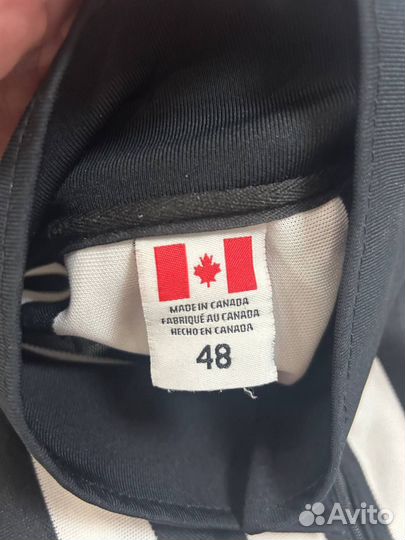 MADE IN CANADA
FABRIQUÉ AU CANADA
HECHO EN CANADA
48
Avito